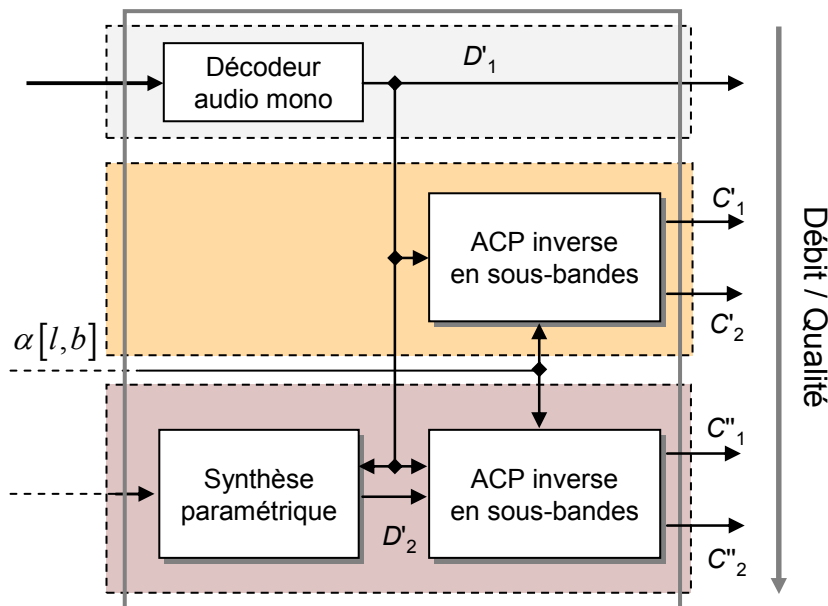 Décodeur
audio mono
D'₁
ACP inverse
en sous-bandes
C'₁
C'₂
α[l,b]
Synthèse
paramétrique
D'₂
ACP inverse
en sous-bandes
C"₁
C"₂
Débit / Qualité